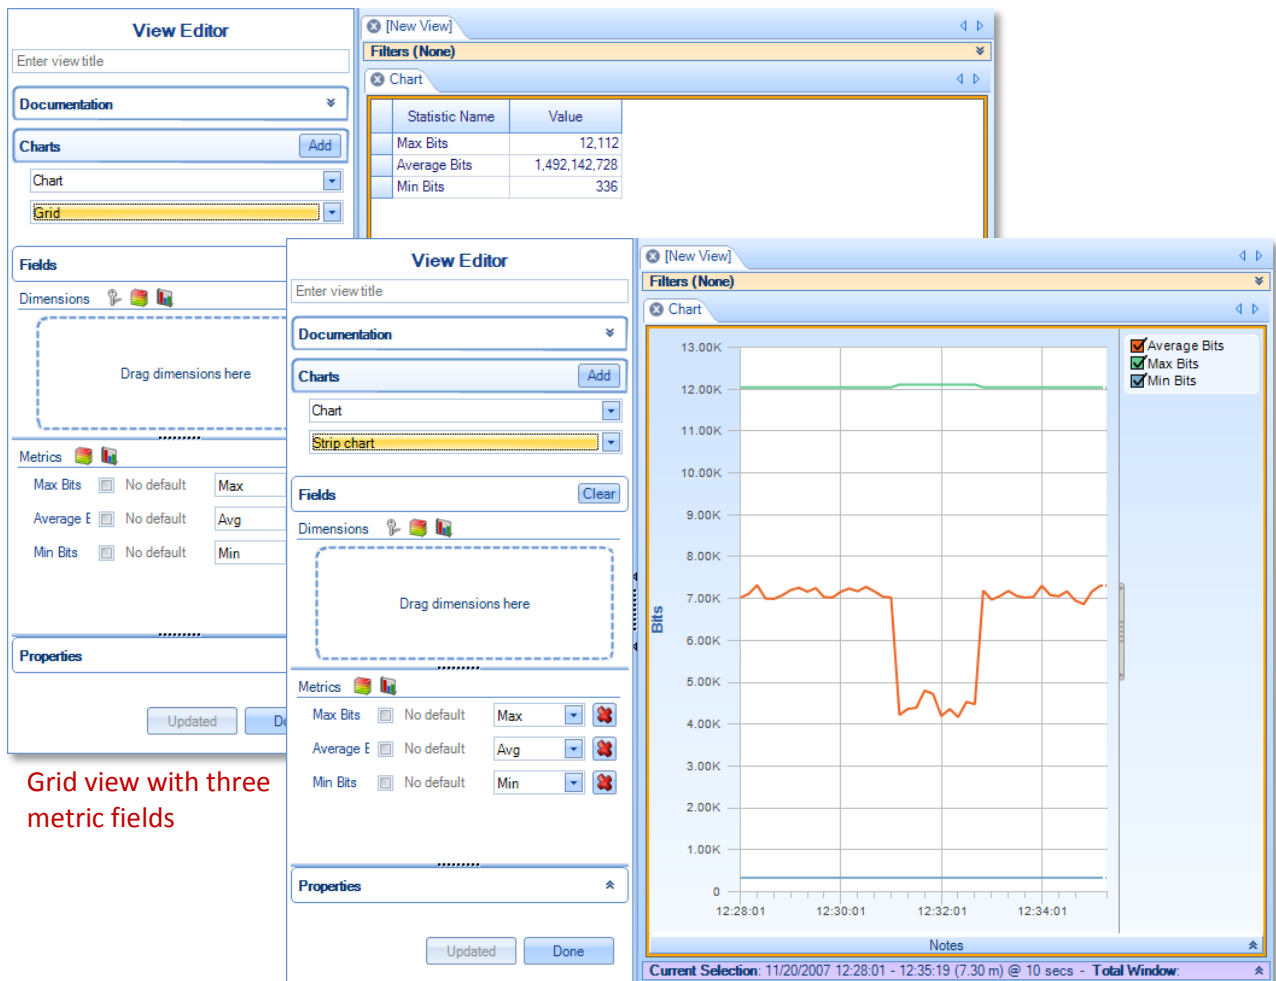 View Editor
Enter view title
Documentation
Charts Add
Chart
Grid
Fields
Dimensions
Drag dimensions here
Metrics
Max Bits No default Max
Average E No default Avg
Min Bits No default Min
Properties
Updated
[New View]
Filters (None)
Chart
Statistic Name Value
Max Bits 12,112
Average Bits 1,492,142,728
Min Bits 336
Grid view with three
metric fields
View Editor
Enter view title
Documentation
Charts Add
Chart
Strip chart
Fields Clear
Dimensions
Drag dimensions here
Metrics
Max Bits No default Max
Average E No default Avg
Min Bits No default Min
Properties
Updated Done
[New View]
Filters (None)
Chart
13.00K
12.00K
11.00K
10.00K
9.00K
8.00K
7.00K
6.00K
5.00K
4.00K
3.00K
2.00K
1.00K
0
Bits
12:28:01 12:30:01 12:32:01 12:34:01
Average Bits
Max Bits
Min Bits
Notes
Current Selection: 11/20/2007 12:28:01 - 12:35:19 (7.30 m) @ 10 secs - Total Window: